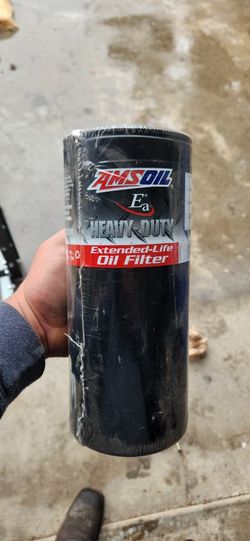 AMSOIL
Ea
HEAVY-DUTY
Extended-Life
Oil Filter